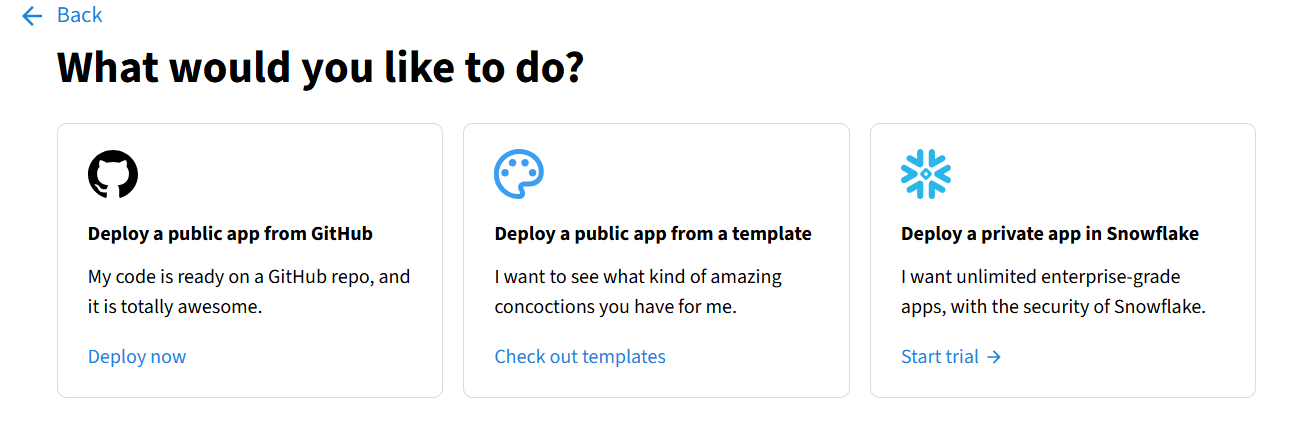 Back
What would you like to do?
Deploy a public app from GitHub
My code is ready on a GitHub repo, and
it is totally awesome.
Deploy now
Deploy a public app from a template
I want to see what kind of amazing
concoctions you have for me.
Check out templates
Deploy a private app in Snowflake
I want unlimited enterprise-grade
apps, with the security of Snowflake.
Start trial